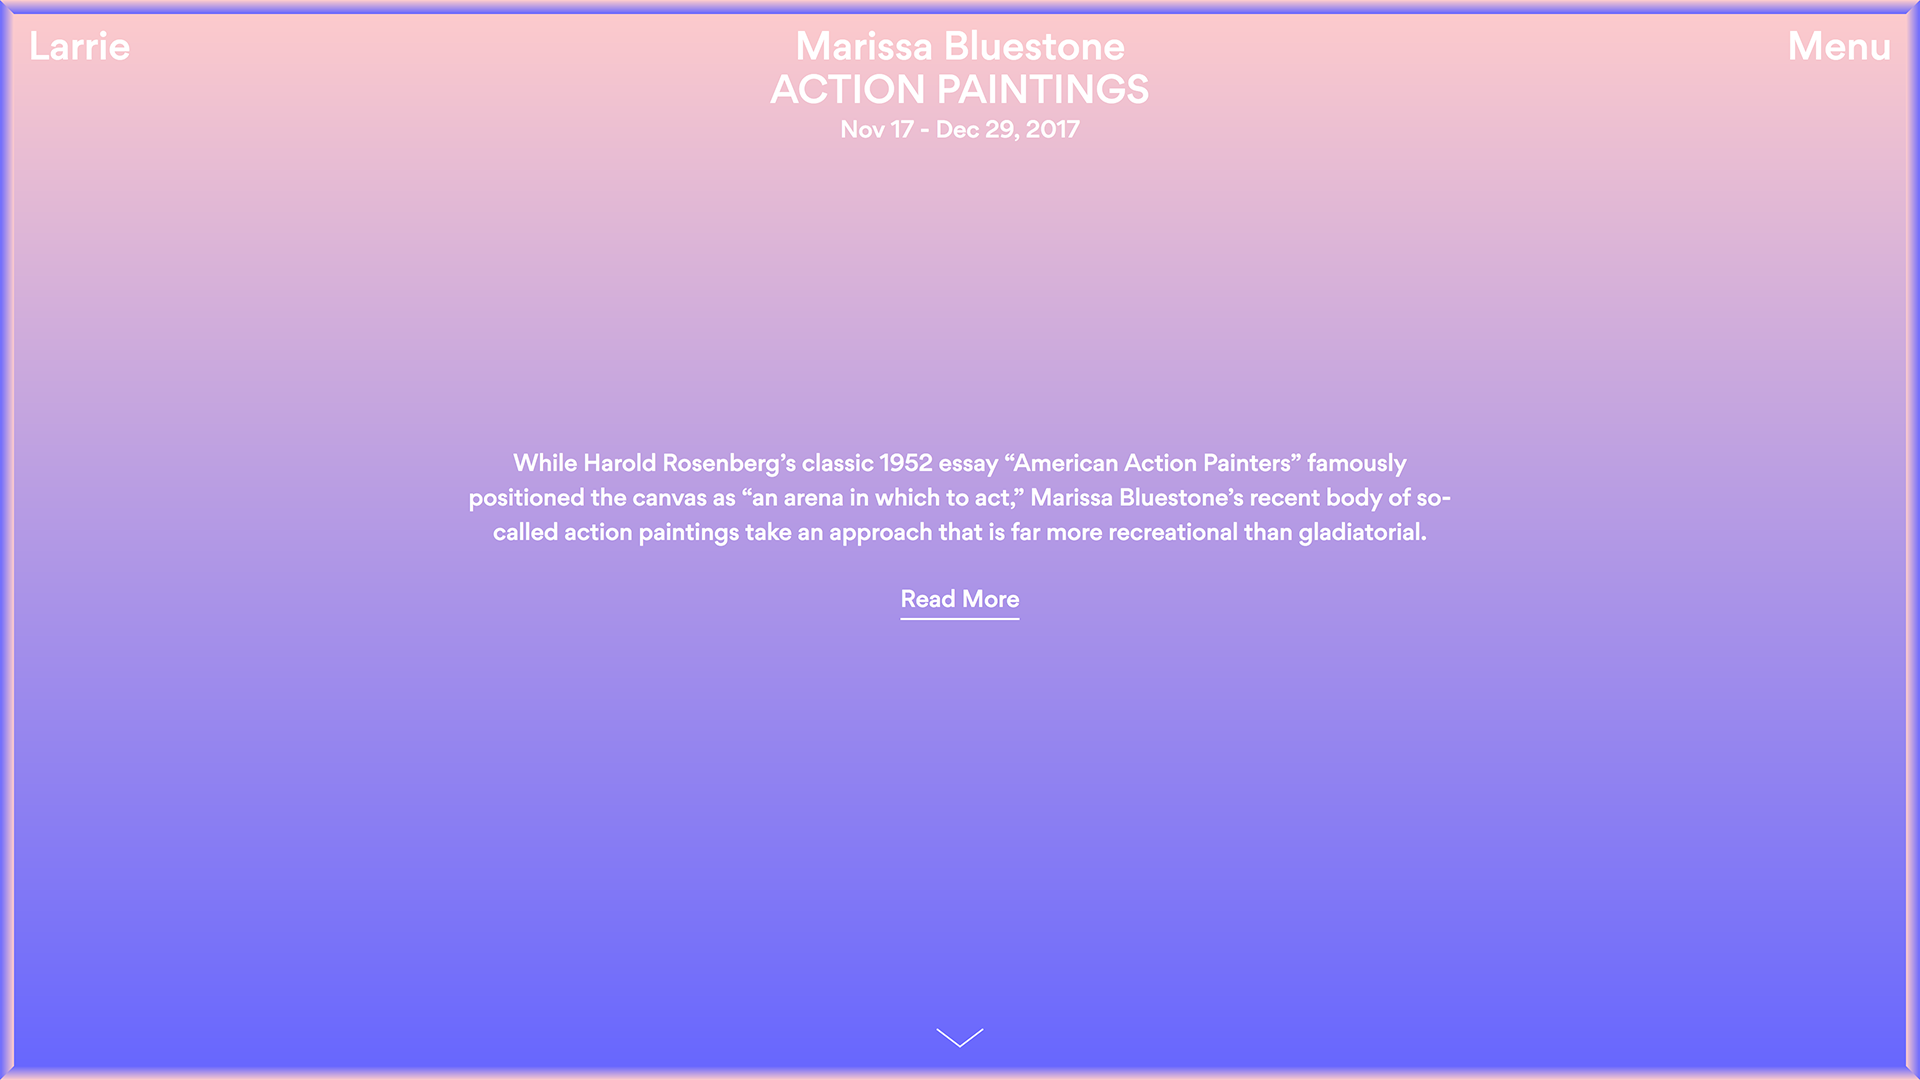 Larrie
Marissa Bluestone
ACTION PAINTINGS
Nov 17 - Dec 29, 2017
Menu
While Harold Rosenberg’s classic 1952 essay “American Action Painters” famously
positioned the canvas as “an arena in which to act,” Marissa Bluestone’s recent body of so-
called action paintings take an approach that is far more recreational than gladiatorial.
Read More